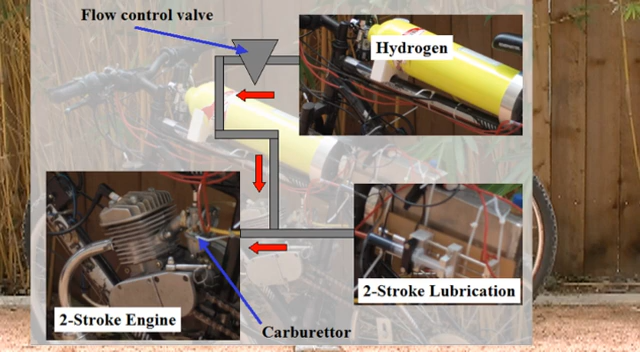 Flow control valve
Hydrogen
2-Stroke Lubrication
2-Stroke Engine
Carburettor